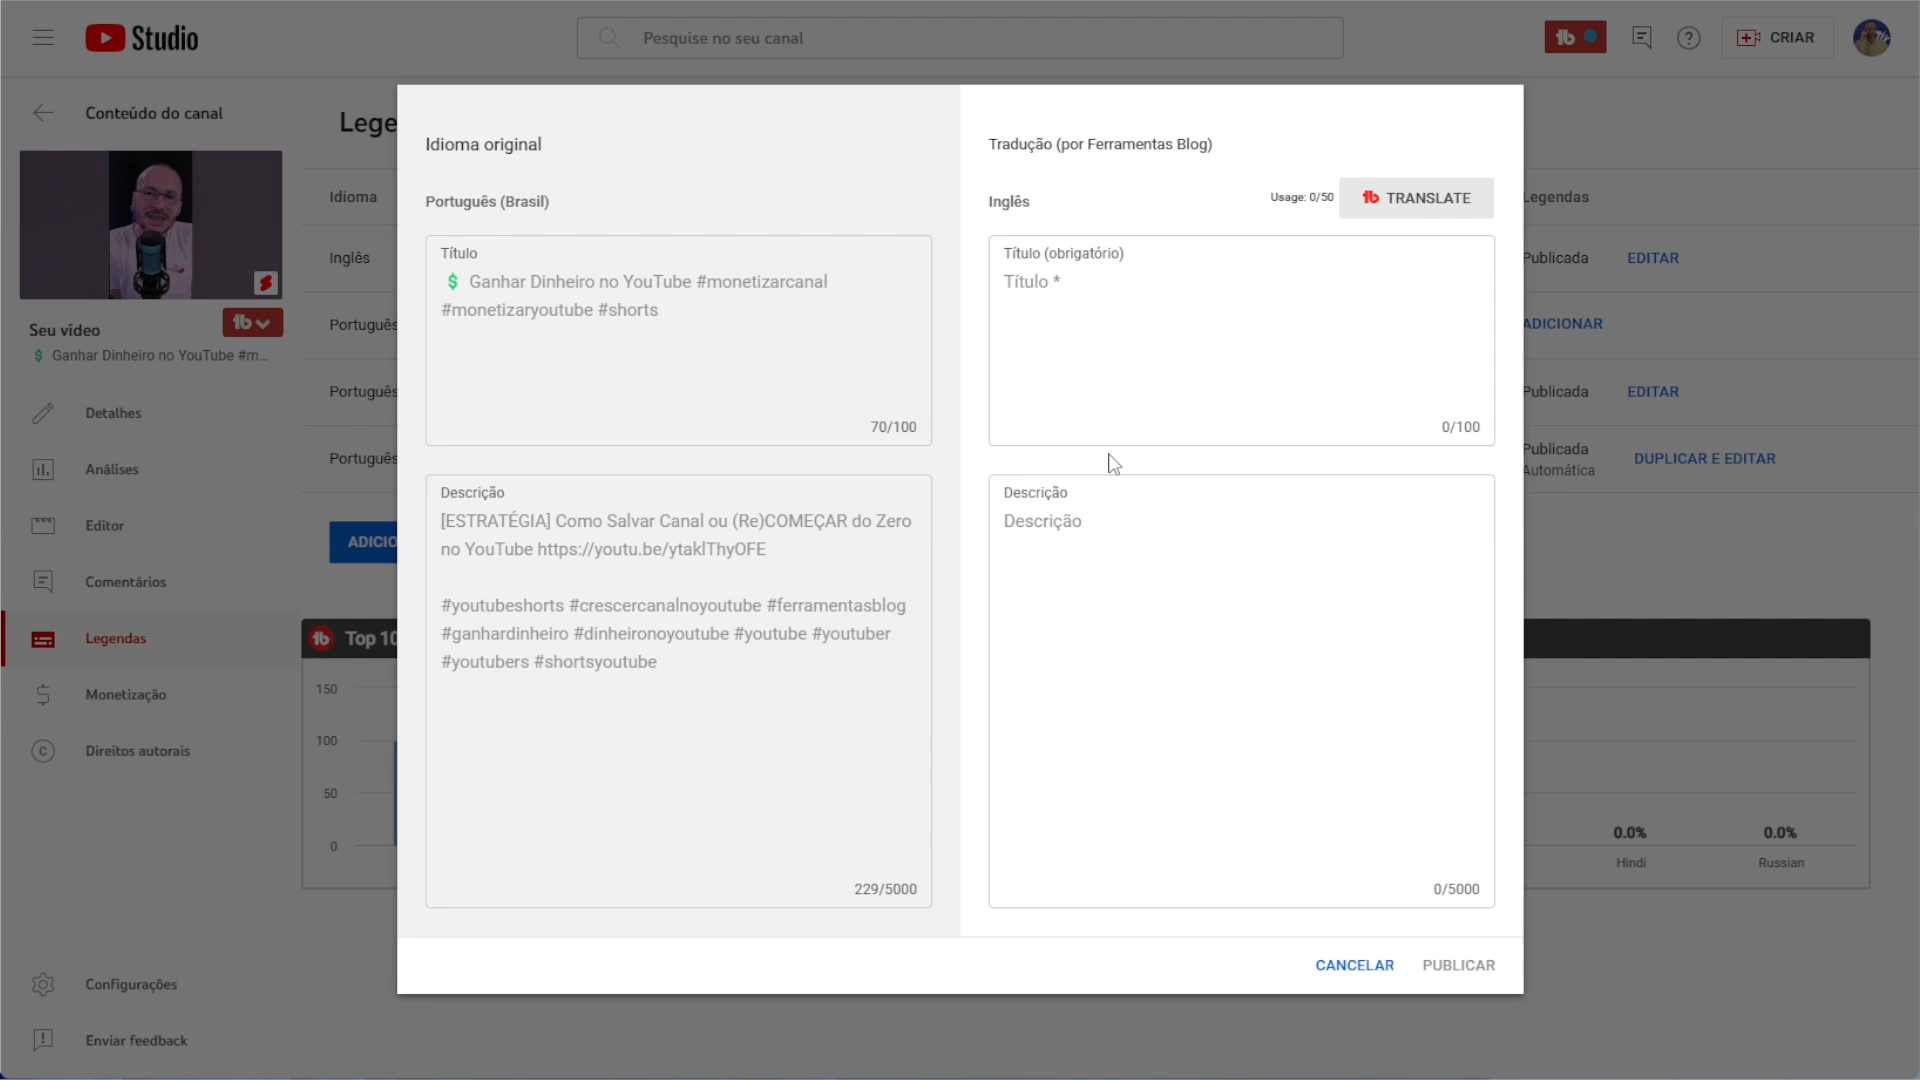 Studio
Pesquise no seu canal
CRIAR
Conteúdo do canal
Seu vídeo
$ Ganhar Dinheiro no YouTube #m...
Detalhes
Análises
Editor
Comentários
Legendas
Monetização
Direitos autorais
Configurações
Enviar feedback
Lege
Idioma
Inglês
Português
Português
Português
ADICIO
Top 10
150
100
50
0
Idioma original
Português (Brasil)
Título
$ Ganhar Dinheiro no YouTube #monetizarcanal
#monetizaryoutube #shorts
70/100
Descrição
[ESTRATÉGIA] Como Salvar Canal ou (Re)COMEÇAR do Zero
no YouTube https://youtu.be/ytaklThyOFE
#youtubeshorts #crescercanalnoyoutube #ferramentasblog
#ganhardinheiro #dinheironoyoutube #youtube #youtuber
#youtubers #shortsyoutube
229/5000
Tradução (por Ferramentas Blog)
Inglês
Usage: 0/50
TRANSLATE
Título (obrigatório)
Título *
0/100
Descrição
Descrição
0/5000
CANCELAR
PUBLICAR
Legendas
Publicada
EDITAR
ADICIONAR
Publicada
EDITAR
Publicada
Automática
DUPLICAR E EDITAR
0.0%
0.0%
Hindi
Russian